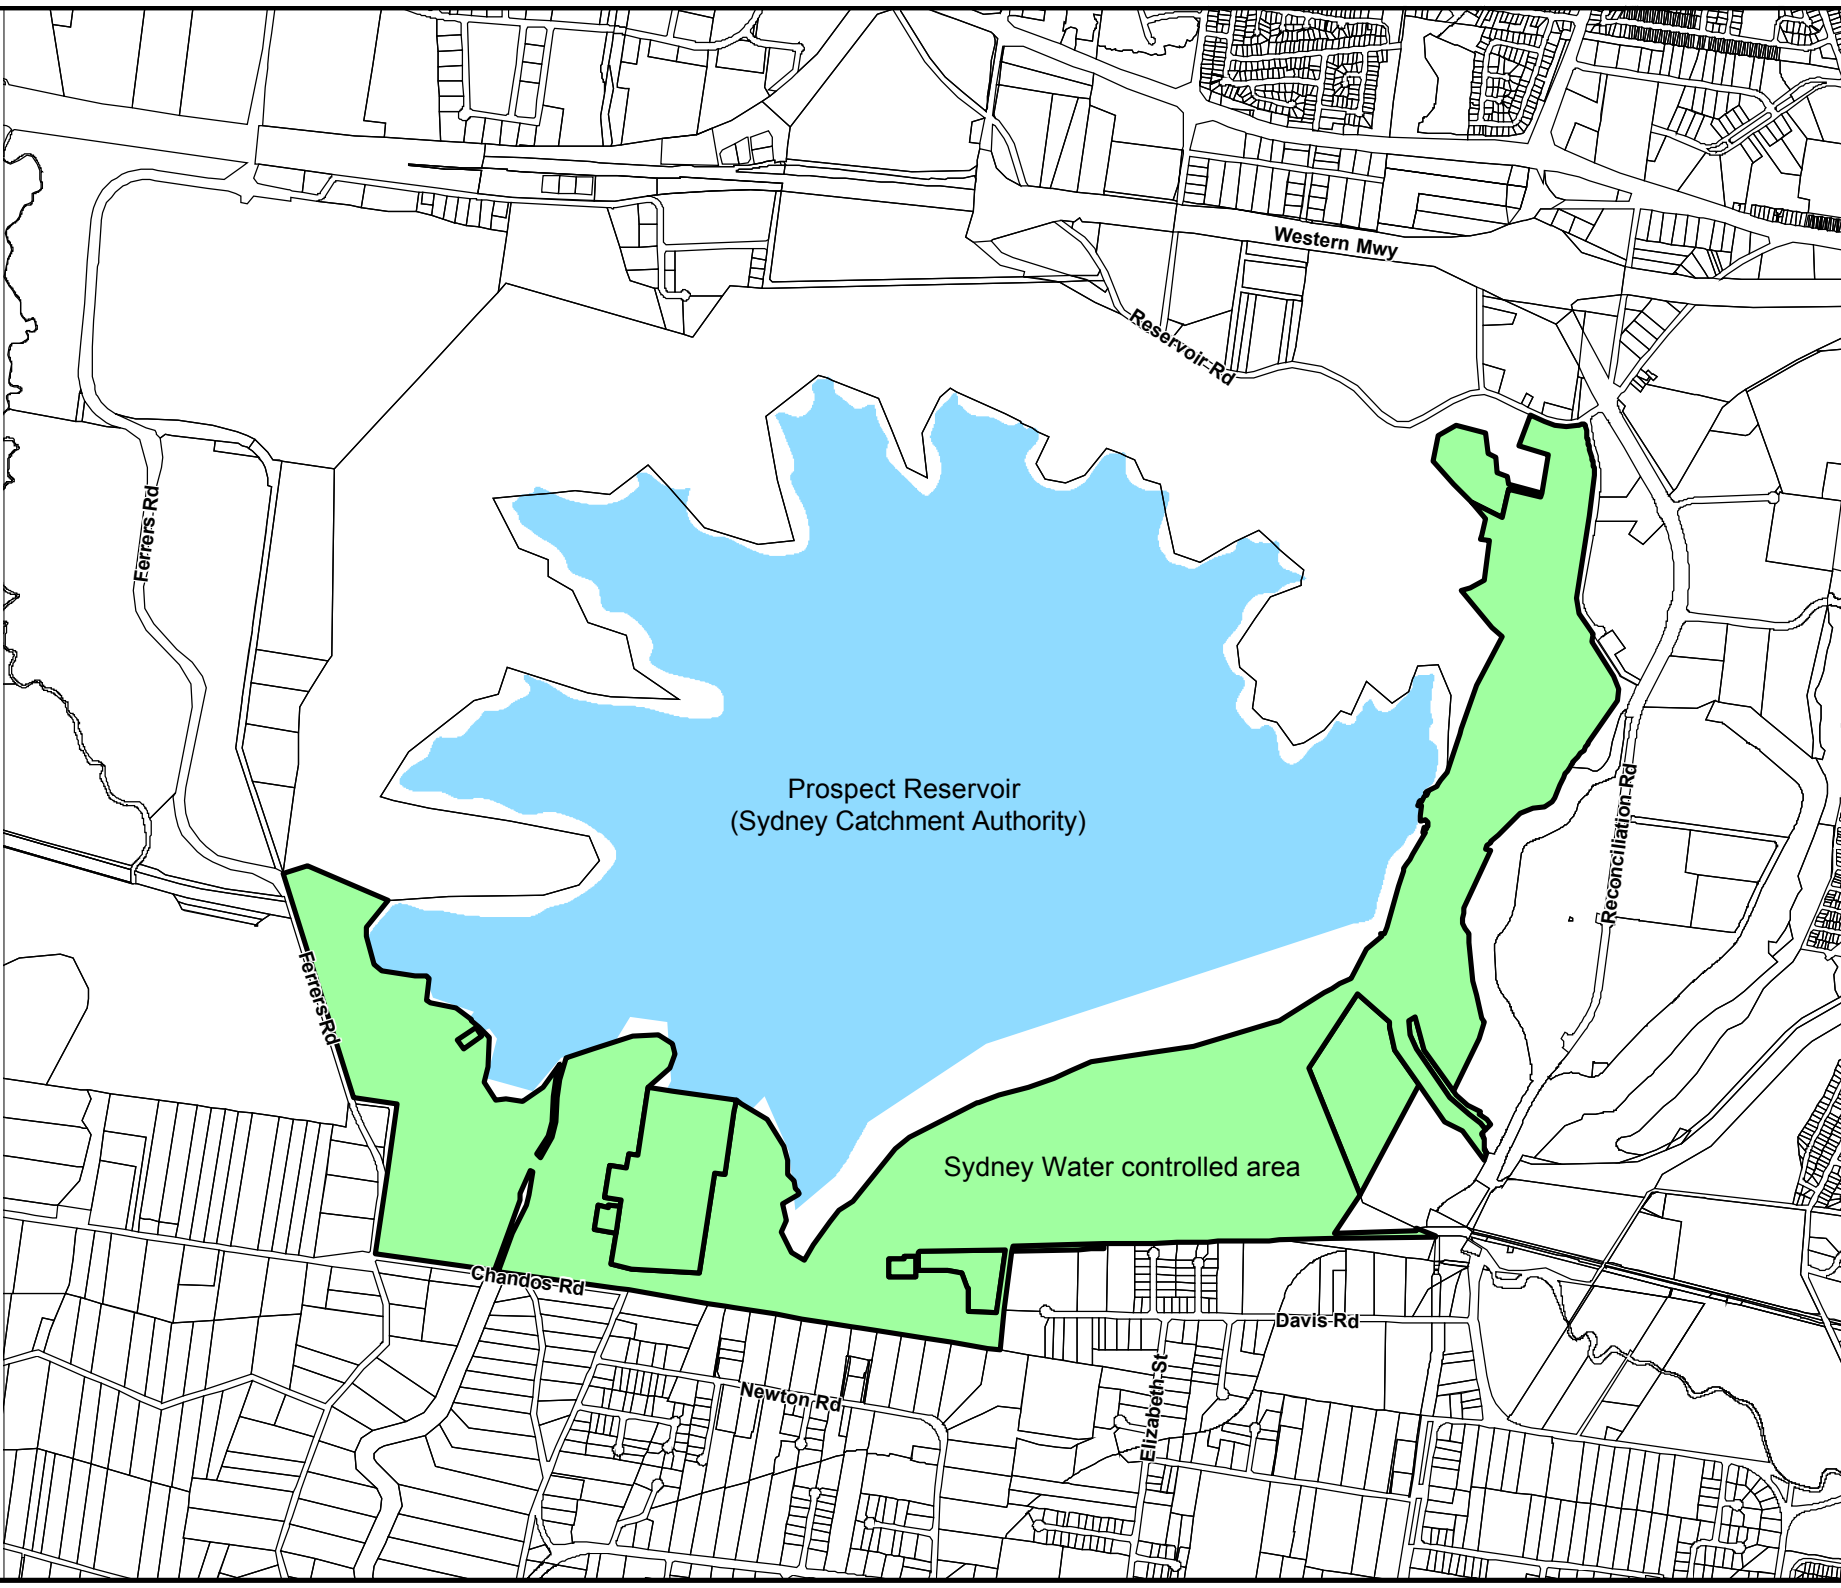 Western Mwy
Reservoir Rd
Ferrers Rd
Prospect Reservoir
(Sydney Catchment Authority)
Reconciliation Rd
Ferrers Rd
Sydney Water controlled area
Chandos Rd
Davis Rd
Elizabeth St
Newton Rd